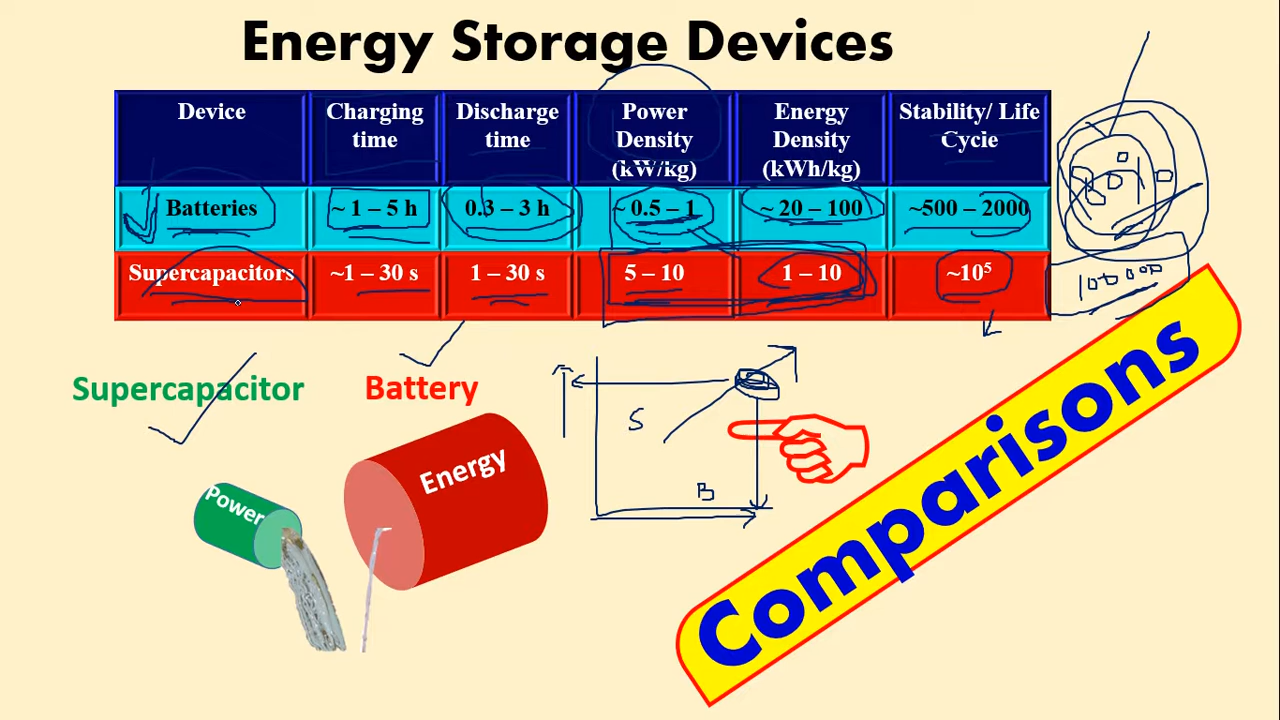 Energy Storage Devices
Device
Charging
time
Discharge
time
Power
Density
(kW/kg)
Energy
Density
(kWh/kg)
Stability/ Life
Cycle
Batteries
~ 1 – 5 h
0.3 – 3 h
~ 0.5 – 1
~ 20 – 100
~500 – 2000
Supercapacitors
~1 – 30 s
1 – 30 s
5 – 10
1 – 10
~10⁵
100000
Supercapacitor
Battery
S
B
Power
Energy
Comparisons